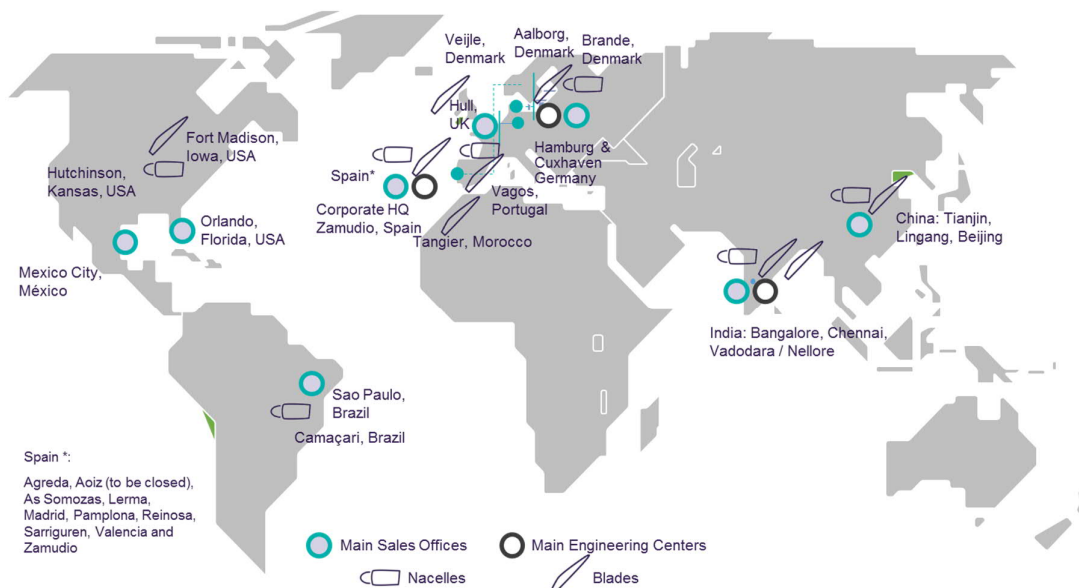 Veijle,
Denmark
Aalborg,
Denmark
Brande,
Denmark
Hull,
UK
Fort Madison,
Iowa, USA
Hutchinson,
Kansas, USA
Hamburg &
Cuxhaven
Germany
Spain*
Corporate HQ
Zamudio, Spain
Vagos,
Portugal
Tangier, Morocco
Orlando,
Florida, USA
China: Tianjin,
Lingang, Beijing
Mexico City,
México
India: Bangalore, Chennai,
Vadodara / Nellore
Sao Paulo,
Brazil
Camaçari, Brazil
Spain *:
Agreda, Aoiz (to be closed),
As Somozas, Lerma,
Madrid, Pamplona, Reinosa,
Sarriguren, Valencia and
Zamudio
Main Sales Offices
Main Engineering Centers
Nacelles
Blades